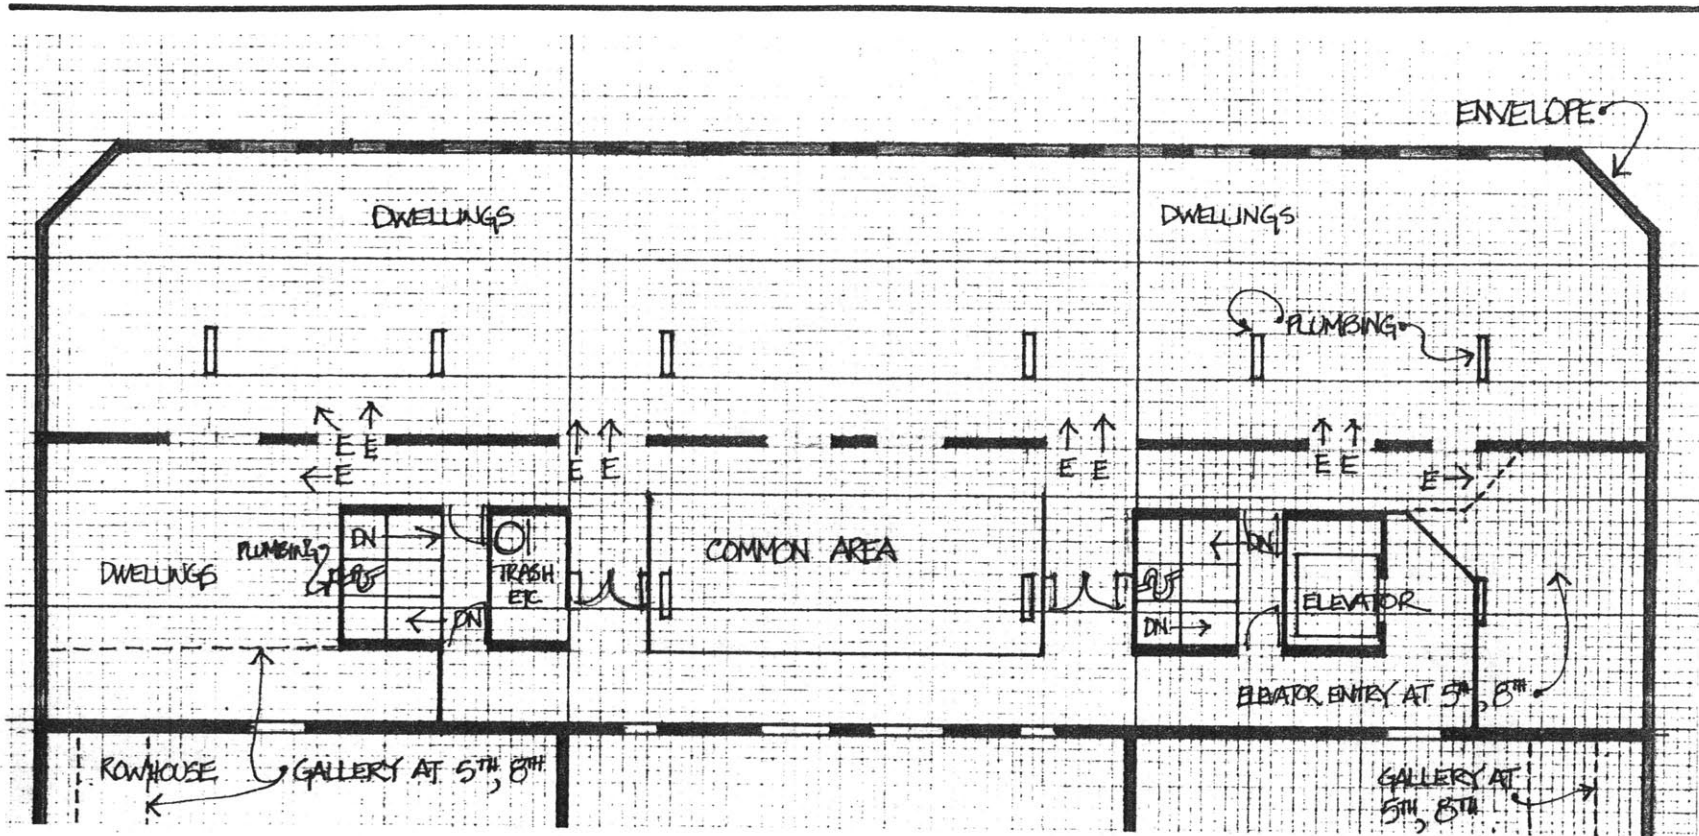 ENVELOPE
DWELLINGS
DWELLINGS
PLUMBING
E
E
E
E E
E E
E E
E
DN
TRASH
ETC.
DN
PLUMBING
DWELLINGS
COMMON AREA
DN
ELEVATOR
DN
ELEVATOR ENTRY AT 5TH, 8TH
ROWHOUSE
GALLERY AT 5TH, 8TH
GALLERY AT
5TH, 8TH